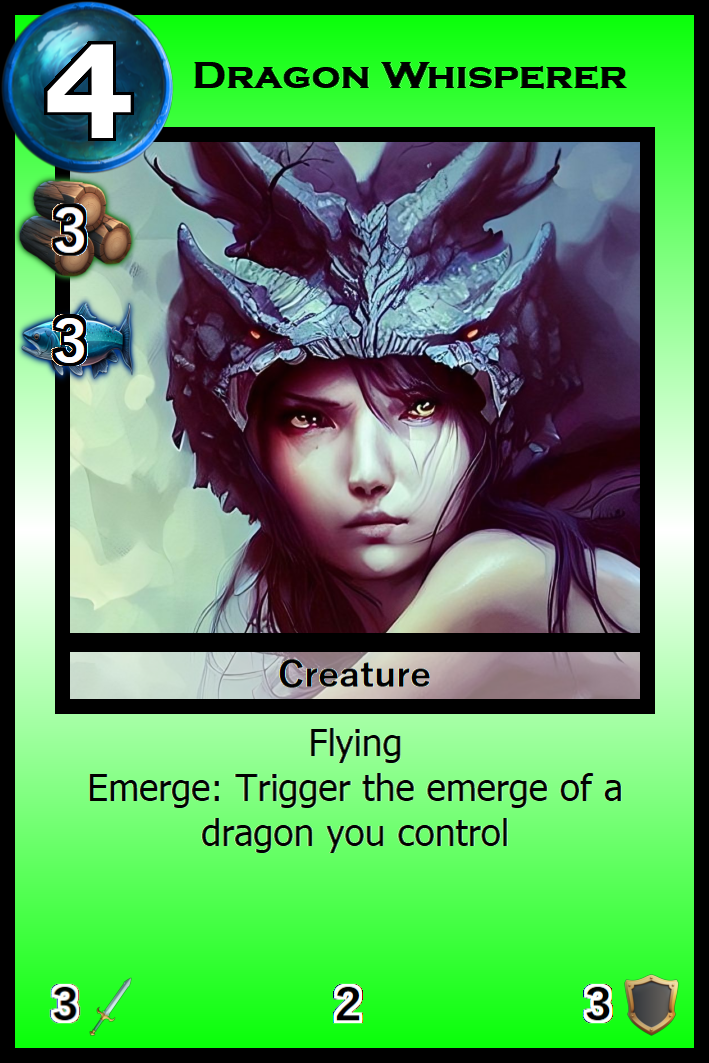 4
Dragon Whisperer
3
3
Creature
Flying
Emerge: Trigger the emerge of a
dragon you control
3
2
3